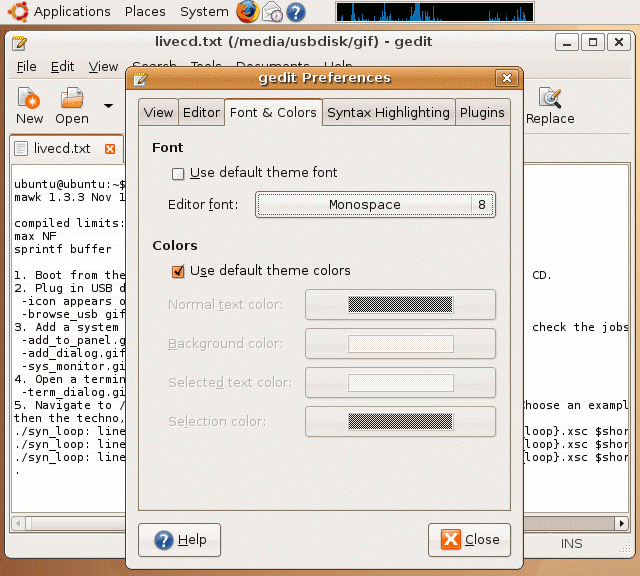 Applications Places System
livecd.txt (/media/usbdisk/gif) - gedit
File Edit View Search Tools Documents Help
gedit Preferences
New Open Replace
View Editor Font & Colors Syntax Highlighting Plugins
livecd.txt
Font
Use default theme font
Editor font: Monospace 8
Colors
Use default theme colors
Normal text color:
Background color:
Selected text color:
Selection color:
Help Close
ubuntu@ubuntu:~$
mawk 1.3.3 Nov 1
compiled limits:
max NF
sprintf buffer
1. Boot from the CD.
2. Plug in USB d
-icon appears o
-browse_usb gif
3. Add a system check the jobs
-add_to_panel.g
-add_dialog.gif
-sys_monitor.gi
4. Open a termin
-term_dialog.gi
5. Navigate to / hoose an exampl
then the techno,
./syn_loop: line loop}.xsc $shor
./syn_loop: line loop}.xsc $shor
./syn_loop: line loop}.xsc $shor
.
INS